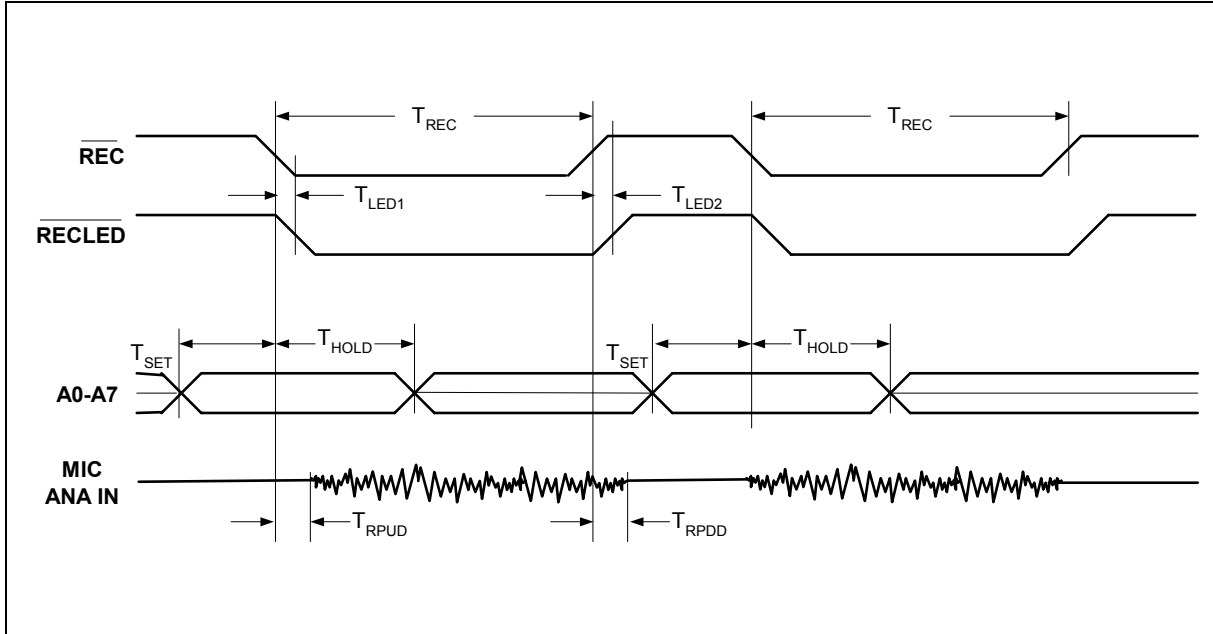 T_REC T_REC
REC
T_LED1 T_LED2
RECLED
T_SET T_HOLD T_SET T_HOLD
A0-A7
MIC
ANA IN
T_RPUD T_RPDD